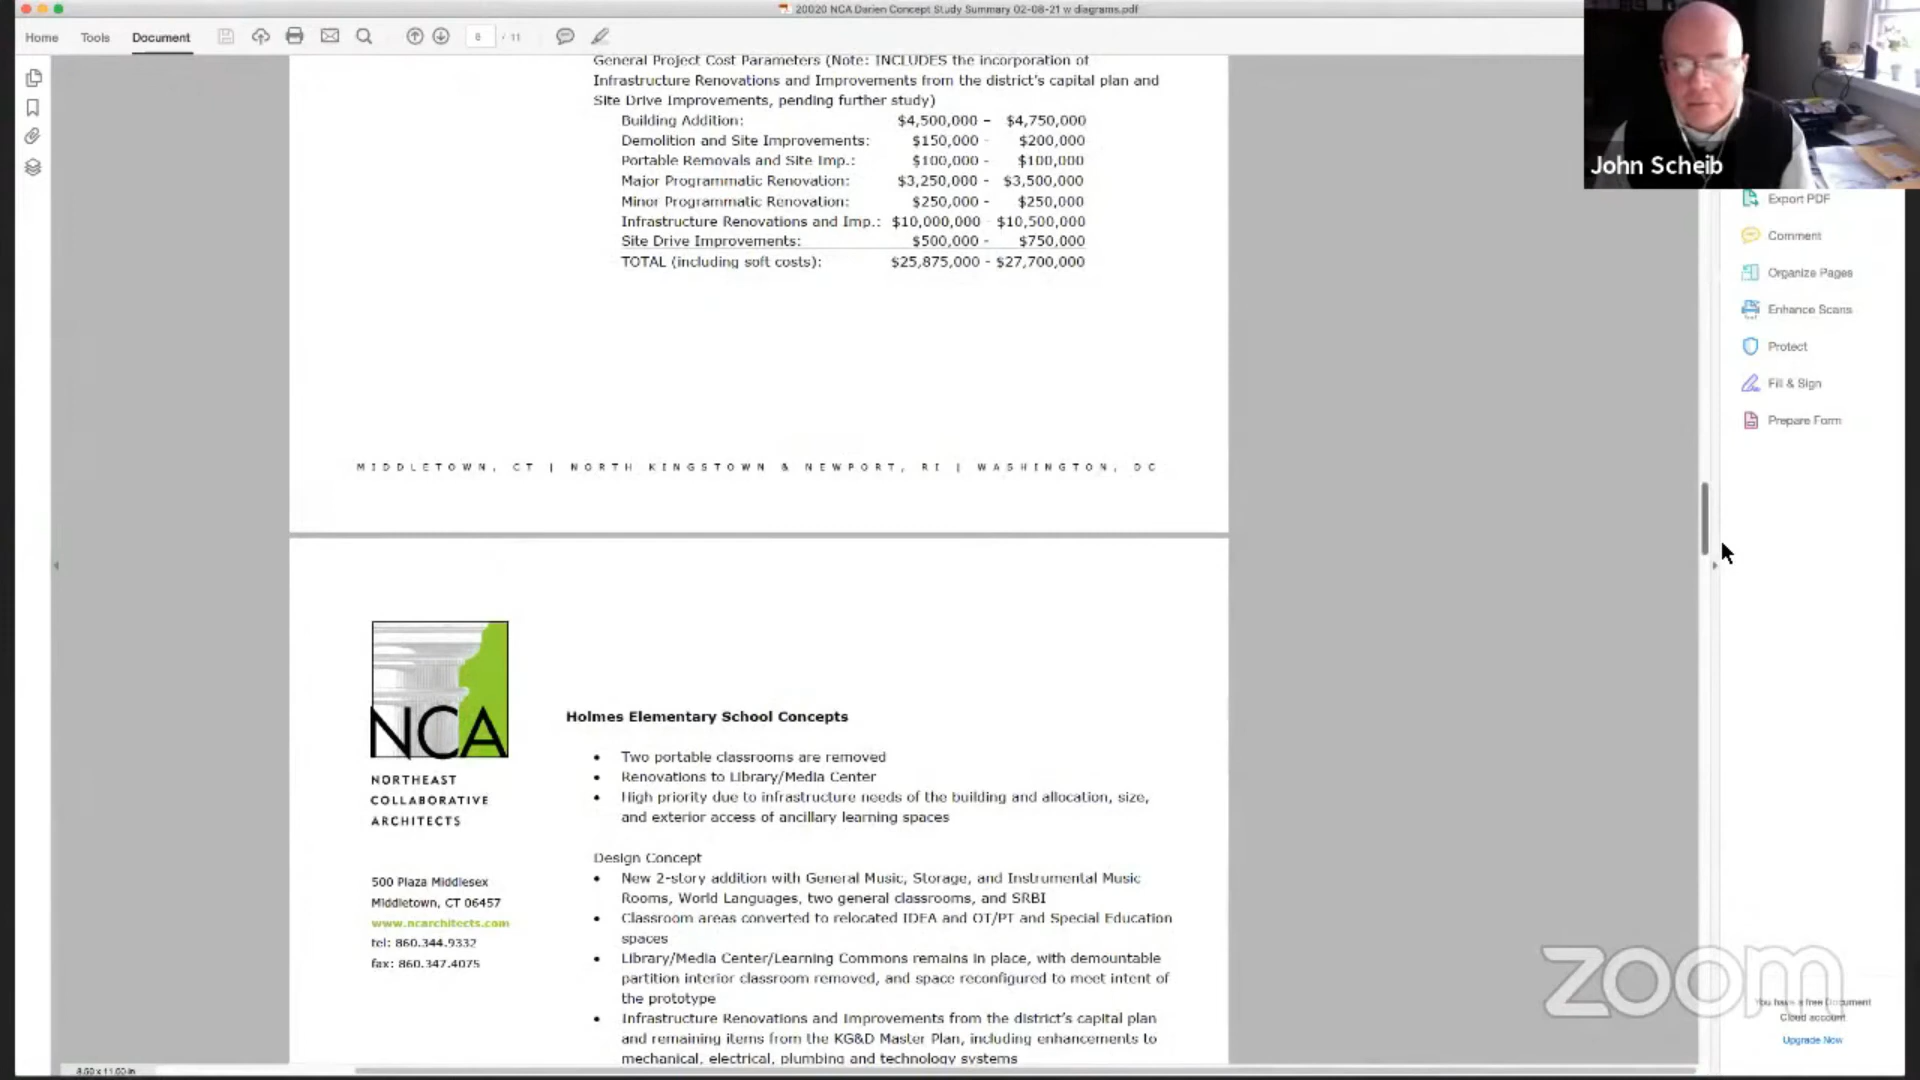 20020 NCA Darien Concept Study Summary 02-08-21 w diagrams.pdf
Home Tools Document 8 / 11
General Project Cost Parameters (Note: INCLUDES the incorporation of
Infrastructure Renovations and Improvements from the district's capital plan and
Site Drive Improvements, pending further study)
Building Addition: $4,500,000 - $4,750,000
Demolition and Site Improvements: $150,000 - $200,000
Portable Removals and Site Imp.: $100,000 - $100,000
Major Programmatic Renovation: $3,250,000 - $3,500,000
Minor Programmatic Renovation: $250,000 - $250,000
Infrastructure Renovations and Imp.: $10,000,000 - $10,500,000
Site Drive Improvements: $500,000 - $750,000
TOTAL (including soft costs): $25,875,000 - $27,700,000
MIDDLETOWN, CT | NORTH KINGSTOWN & NEWPORT, RI | WASHINGTON, DC
NCA
NORTHEAST
COLLABORATIVE
ARCHITECTS
500 Plaza Middlesex
Middletown, CT 06457
www.ncarchitects.com
tel: 860.344.9332
fax: 860.347.4075
Holmes Elementary School Concepts
• Two portable classrooms are removed
• Renovations to Library/Media Center
• High priority due to infrastructure needs of the building and allocation, size,
and exterior access of ancillary learning spaces
Design Concept
• New 2-story addition with General Music, Storage, and Instrumental Music
Rooms, World Languages, two general classrooms, and SRBI
• Classroom areas converted to relocated IDEA and OT/PT and Special Education
spaces
• Library/Media Center/Learning Commons remains in place, with demountable
partition interior classroom removed, and space reconfigured to meet intent of
the prototype
• Infrastructure Renovations and Improvements from the district's capital plan
and remaining items from the KG&D Master Plan, including enhancements to
mechanical, electrical, plumbing and technology systems
8.50 x 11.00 in
John Scheib
Export PDF
Comment
Organize Pages
Enhance Scans
Protect
Fill & Sign
Prepare Form
zoom
You have a free Document
Cloud account
Upgrade Now